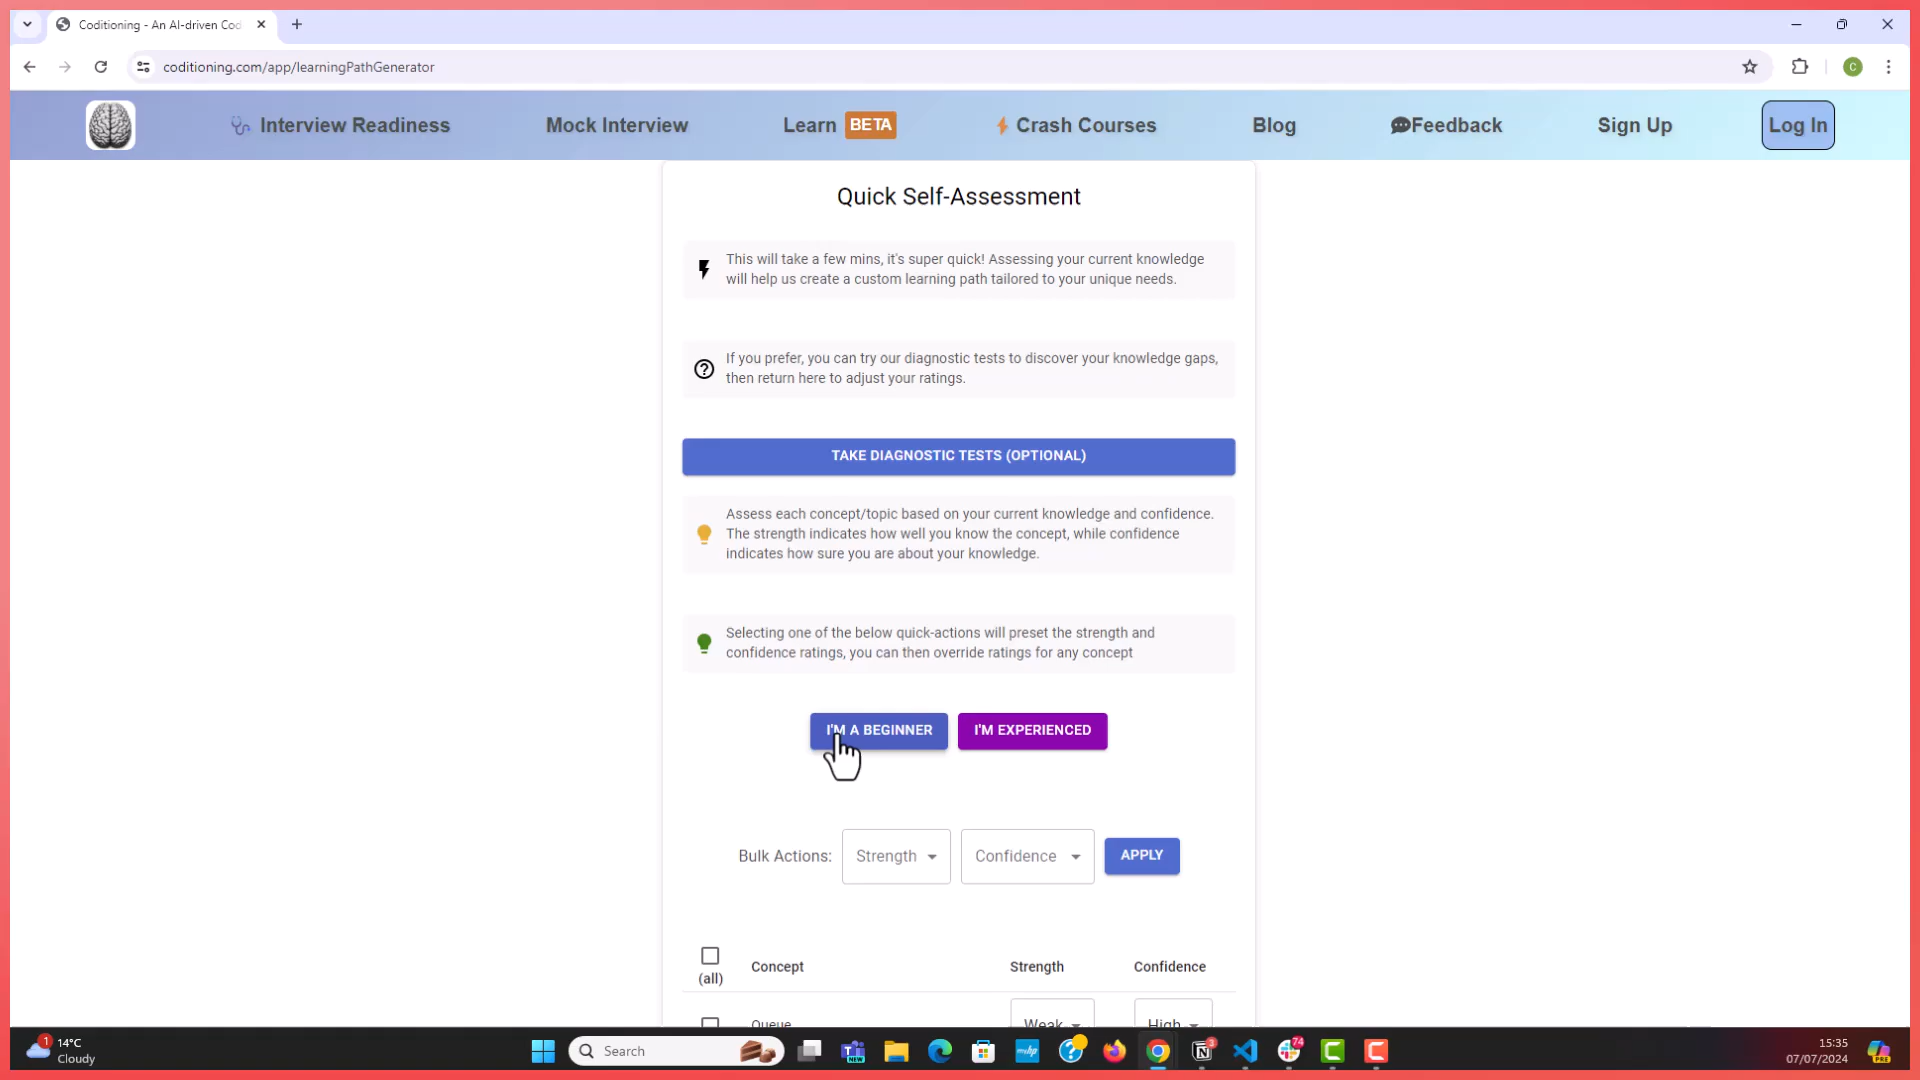 Coditioning - An AI-driven Cod
coditioning.com/app/learningPathGenerator
C
Interview Readiness
Mock Interview
Learn BETA
Crash Courses
Blog
Feedback
Sign Up
Log In
Quick Self-Assessment
This will take a few mins, it's super quick! Assessing your current knowledge
will help us create a custom learning path tailored to your unique needs.
If you prefer, you can try our diagnostic tests to discover your knowledge gaps,
then return here to adjust your ratings.
TAKE DIAGNOSTIC TESTS (OPTIONAL)
Assess each concept/topic based on your current knowledge and confidence.
The strength indicates how well you know the concept, while confidence
indicates how sure you are about your knowledge.
Selecting one of the below quick-actions will preset the strength and
confidence ratings, you can then override ratings for any concept
I'M A BEGINNER
I'M EXPERIENCED
Bulk Actions:
Strength
Confidence
APPLY
(all)
Concept
Strength
Confidence
Queue
Weak
High
1
14°C
Cloudy
Search
NEW
3
74
15:35
07/07/2024
PRE